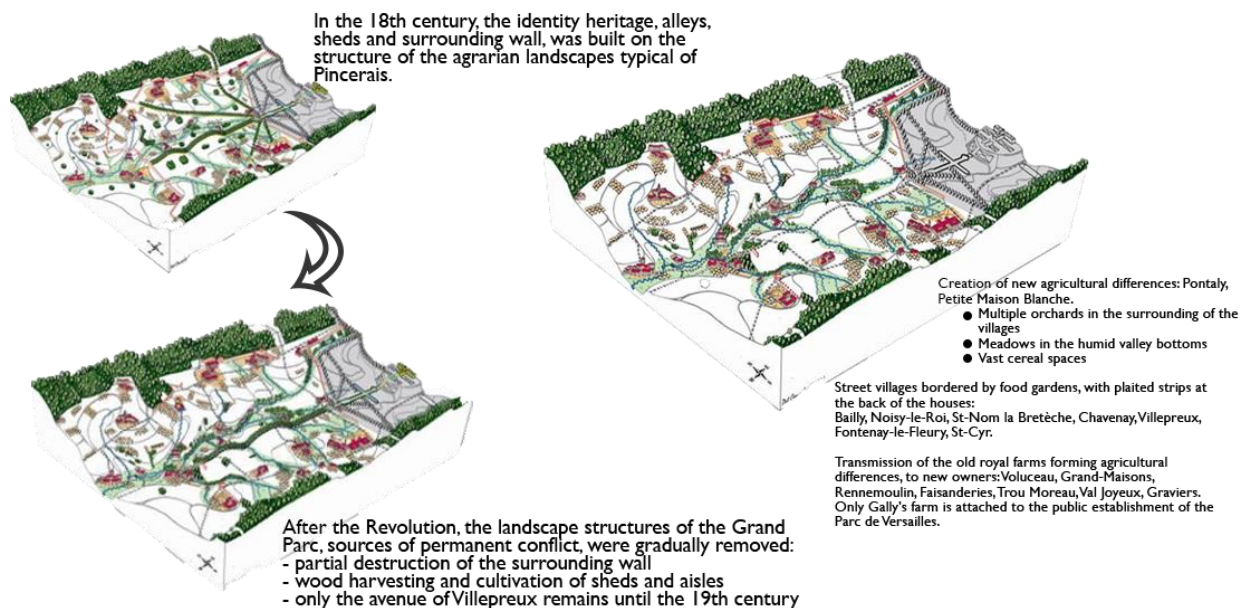 In the 18th century, the identity heritage, alleys,
sheds and surrounding wall, was built on the
structure of the agrarian landscapes typical of
Pincerais.
Creation of new agricultural differences: Pontaly,
Petite Maison Blanche.
● Multiple orchards in the surrounding of the
villages
● Meadows in the humid valley bottoms
● Vast cereal spaces
Street villages bordered by food gardens, with plaited strips at
the back of the houses:
Bailly, Noisy-le-Roi, St-Nom la Bretèche, Chavenay, Villepreux,
Fontenay-le-Fleury, St-Cyr.
Transmission of the old royal farms forming agricultural
differences, to new owners: Voluceau, Grand-Maisons,
Rennemoulin, Faisanderies, Trou Moreau, Val Joyeux, Graviers.
Only Gally's farm is attached to the public establishment of the
Parc de Versailles.
After the Revolution, the landscape structures of the Grand
Parc, sources of permanent conflict, were gradually removed:
- partial destruction of the surrounding wall
- wood harvesting and cultivation of sheds and aisles
- only the avenue of Villepreux remains until the 19th century